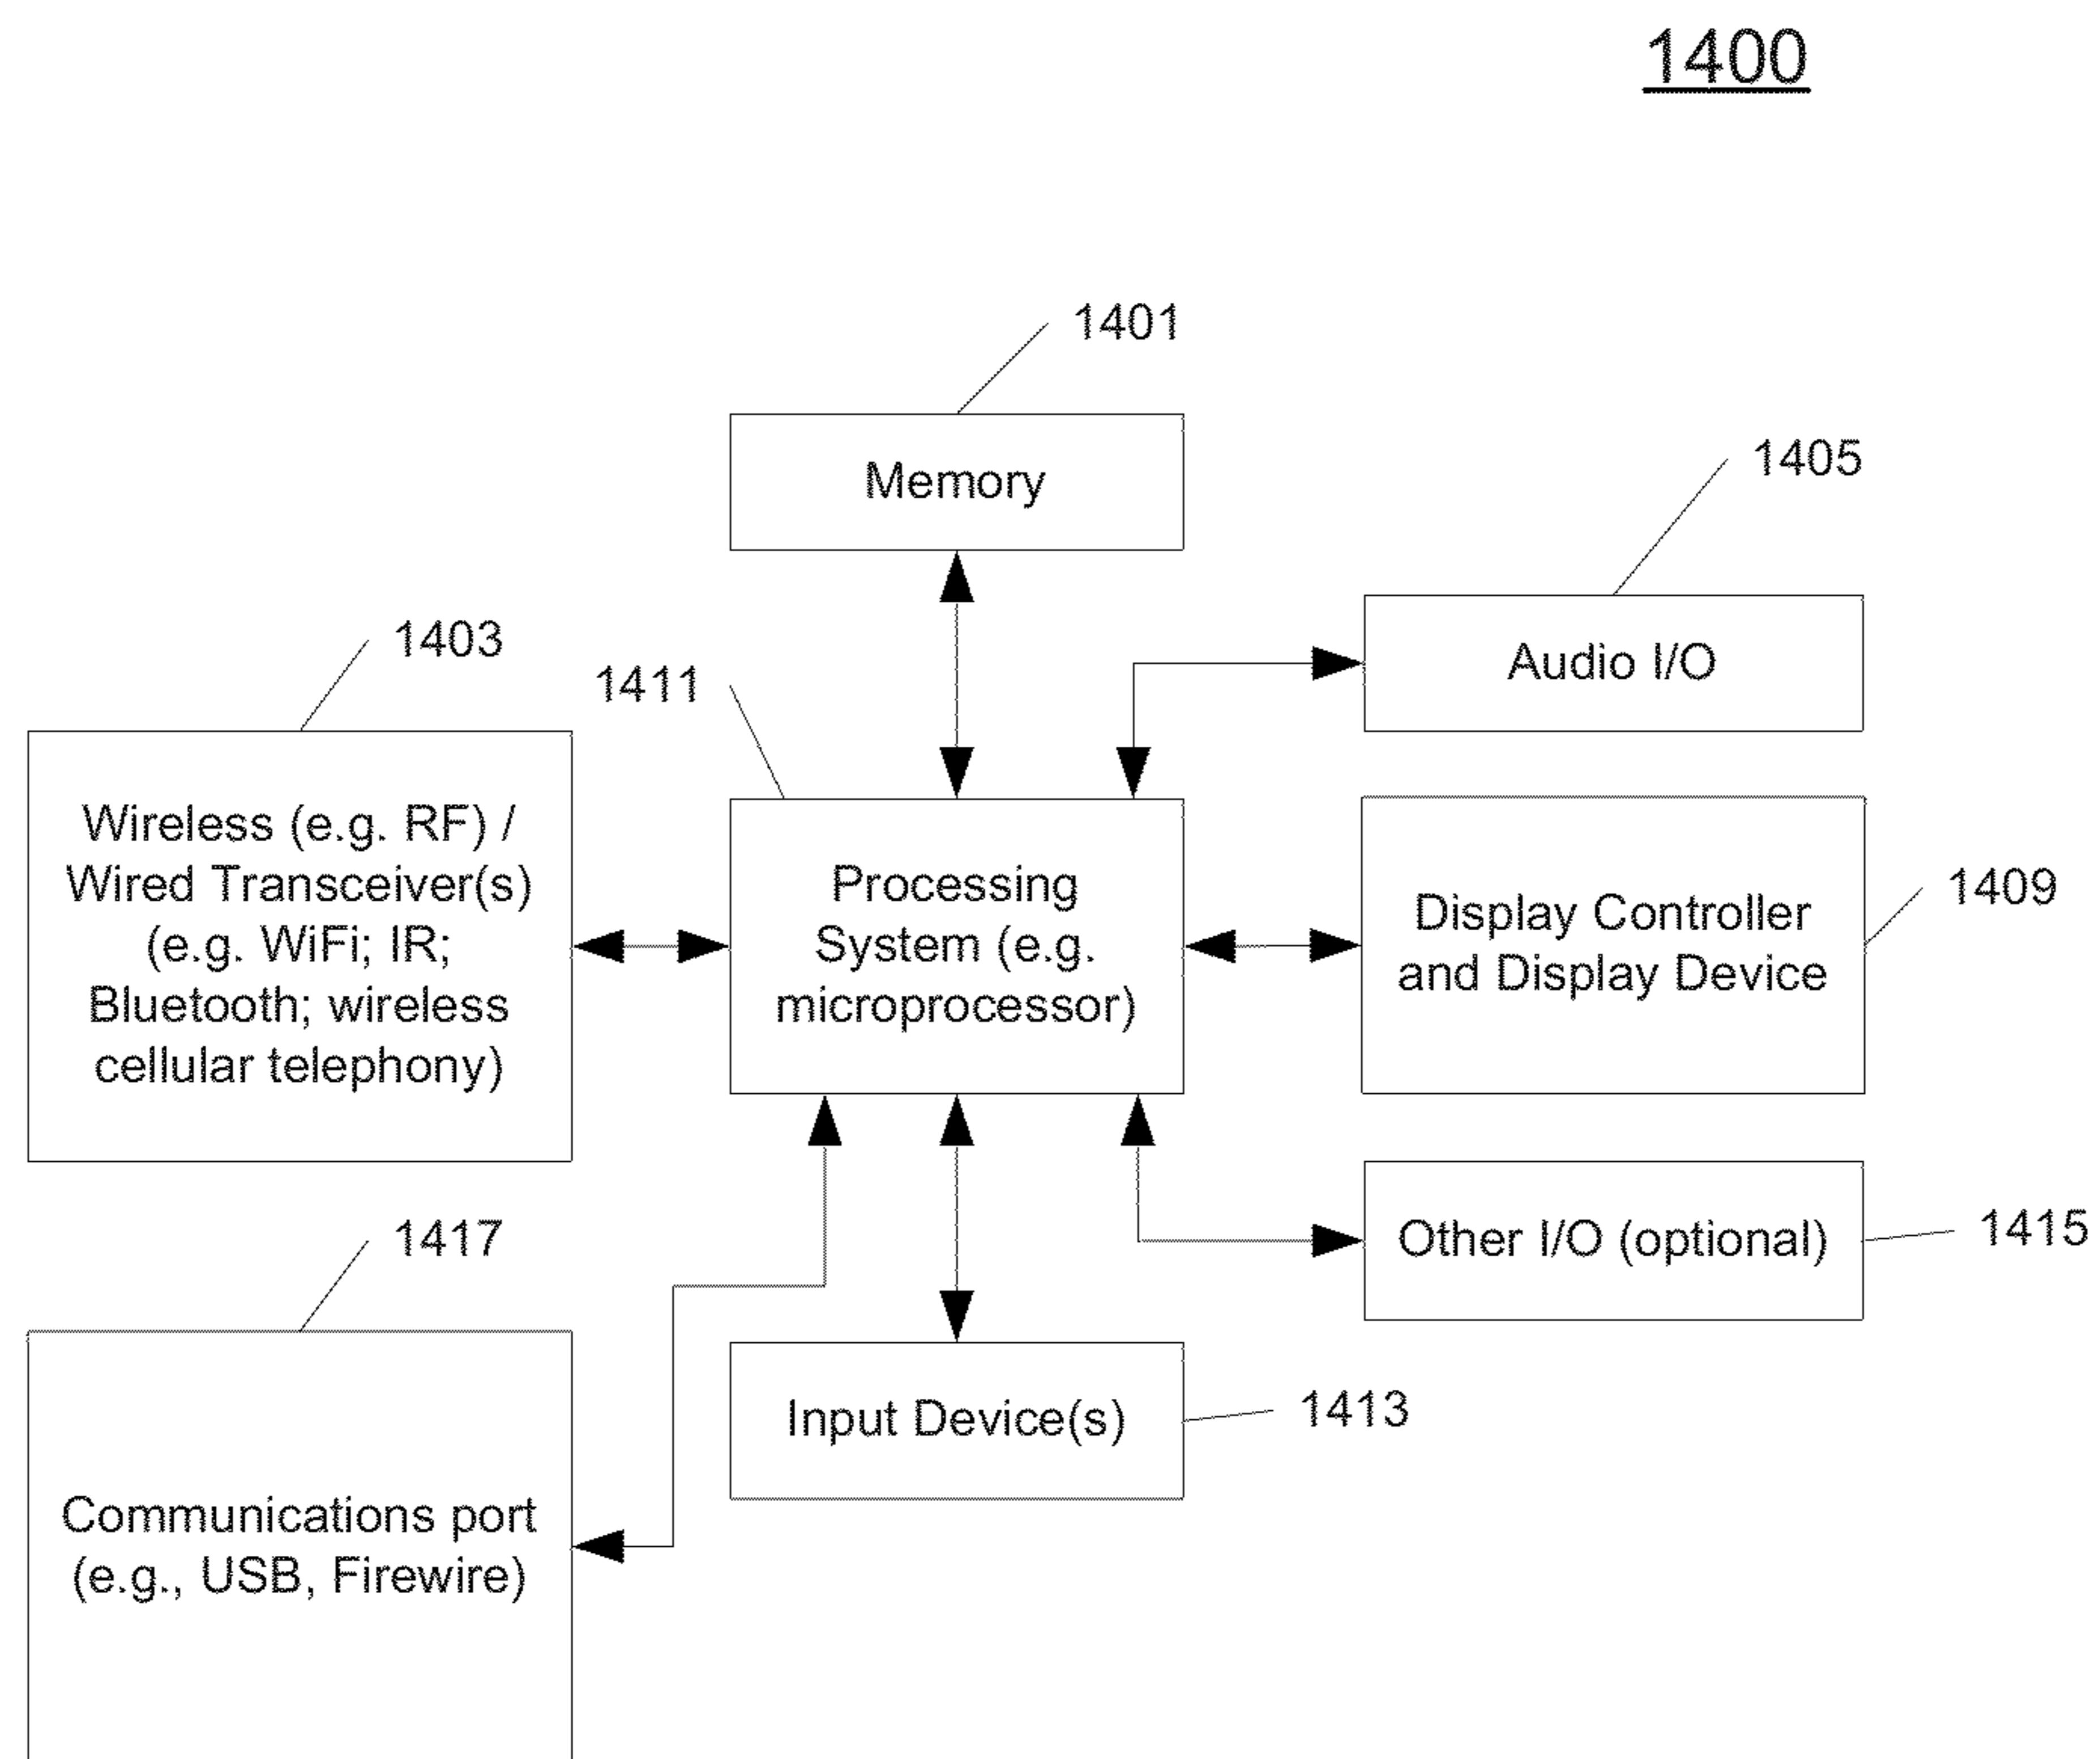 1400
1401
Memory
1405
Audio I/O
1403
1411
Wireless (e.g. RF) /
Wired Transceiver(s)
(e.g. WiFi; IR;
Bluetooth; wireless
cellular telephony)
Processing
System (e.g.
microprocessor)
1409
Display Controller
and Display Device
1417
1415
Other I/O (optional)
1413
Input Device(s)
Communications port
(e.g., USB, Firewire)